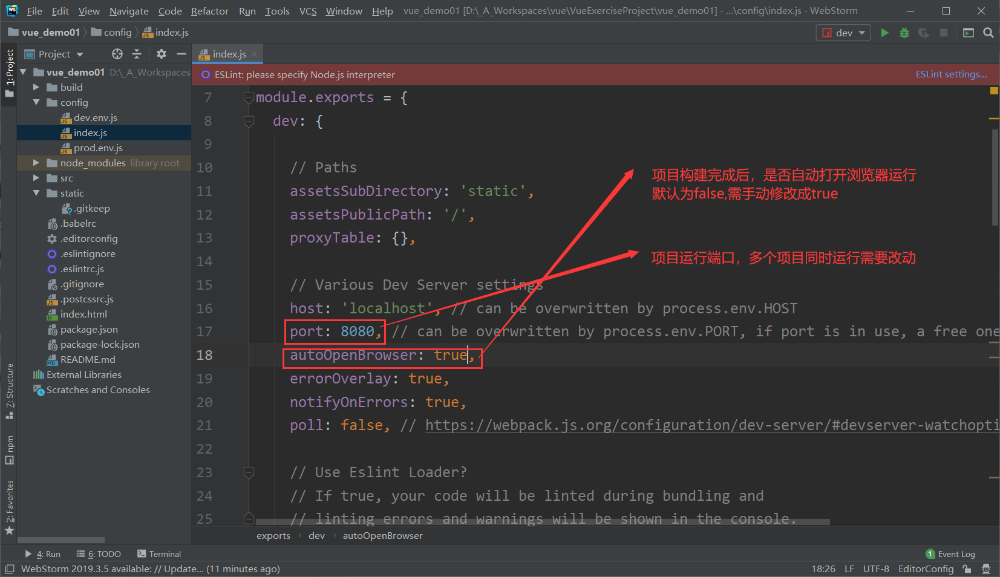 File Edit View Navigate Code Refactor Run Tools VCS Window Help vue_demo01 [D:\_A_Workspaces\vue\VueExerciseProject\vue_demo01] - ...\config\index.js - WebStorm
vue_demo01 config index.js dev
1: Project
Project
index.js
vue_demo01 D:\_A_Workspaces
build
config
dev.env.js
index.js
prod.env.js
node_modules library root
src
static
.gitkeep
.babelrc
.editorconfig
.eslintignore
.eslintrc.js
.gitignore
.postcssrc.js
index.html
package.json
package-lock.json
README.md
External Libraries
Scratches and Consoles
7: Structure
npm
2: Favorites
ESLint: please specify Node.js interpreter ESLint settings...
7 module.exports = {
8 dev: {
9
10 // Paths
11 assetsSubDirectory: 'static',
12 assetsPublicPath: '/',
13 proxyTable: {},
14
15 // Various Dev Server settings
16 host: 'localhost', // can be overwritten by process.env.HOST
17 port: 8080, // can be overwritten by process.env.PORT, if port is in use, a free one
18 autoOpenBrowser: true,
19 errorOverlay: true,
20 notifyOnErrors: true,
21 poll: false, // https://webpack.js.org/configuration/dev-server/#devserver-watchopti
22
23 // Use Eslint Loader?
24 // If true, your code will be linted during bundling and
25 // linting errors and warnings will be shown in the console.
项目构建完成后，是否自动打开浏览器运行
默认为false,需手动修改成true
项目运行端口，多个项目同时运行需要改动
exports dev autoOpenBrowser
4: Run 6: TODO Terminal 1 Event Log
WebStorm 2019.3.5 available: // Update... (11 minutes ago) 18:26 LF UTF-8 EditorConfig